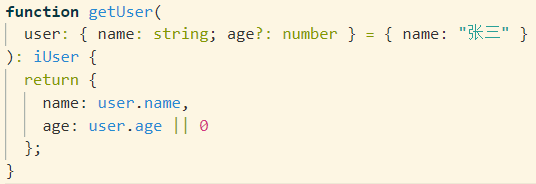 function getUser(
  user: { name: string; age?: number } = { name: "张三" }
): iUser {
  return {
    name: user.name,
    age: user.age || 0
  };
}